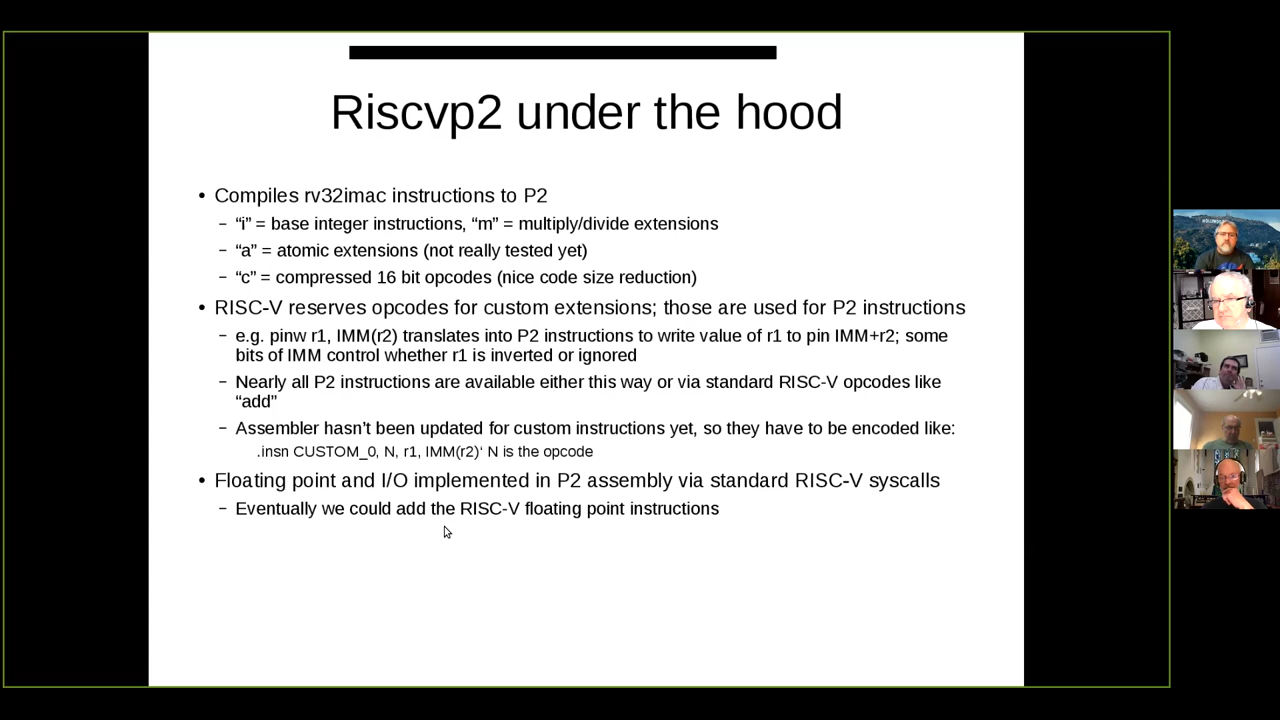 Riscvp2 under the hood
• Compiles rv32imac instructions to P2
– “i” = base integer instructions, “m” = multiply/divide extensions
– “a” = atomic extensions (not really tested yet)
– “c” = compressed 16 bit opcodes (nice code size reduction)
• RISC-V reserves opcodes for custom extensions; those are used for P2 instructions
– e.g. pinw r1, IMM(r2) translates into P2 instructions to write value of r1 to pin IMM+r2; some
bits of IMM control whether r1 is inverted or ignored
– Nearly all P2 instructions are available either this way or via standard RISC-V opcodes like
“add”
– Assembler hasn’t been updated for custom instructions yet, so they have to be encoded like:
.insn CUSTOM_0, N, r1, IMM(r2)‘ N is the opcode
• Floating point and I/O implemented in P2 assembly via standard RISC-V syscalls
– Eventually we could add the RISC-V floating point instructions